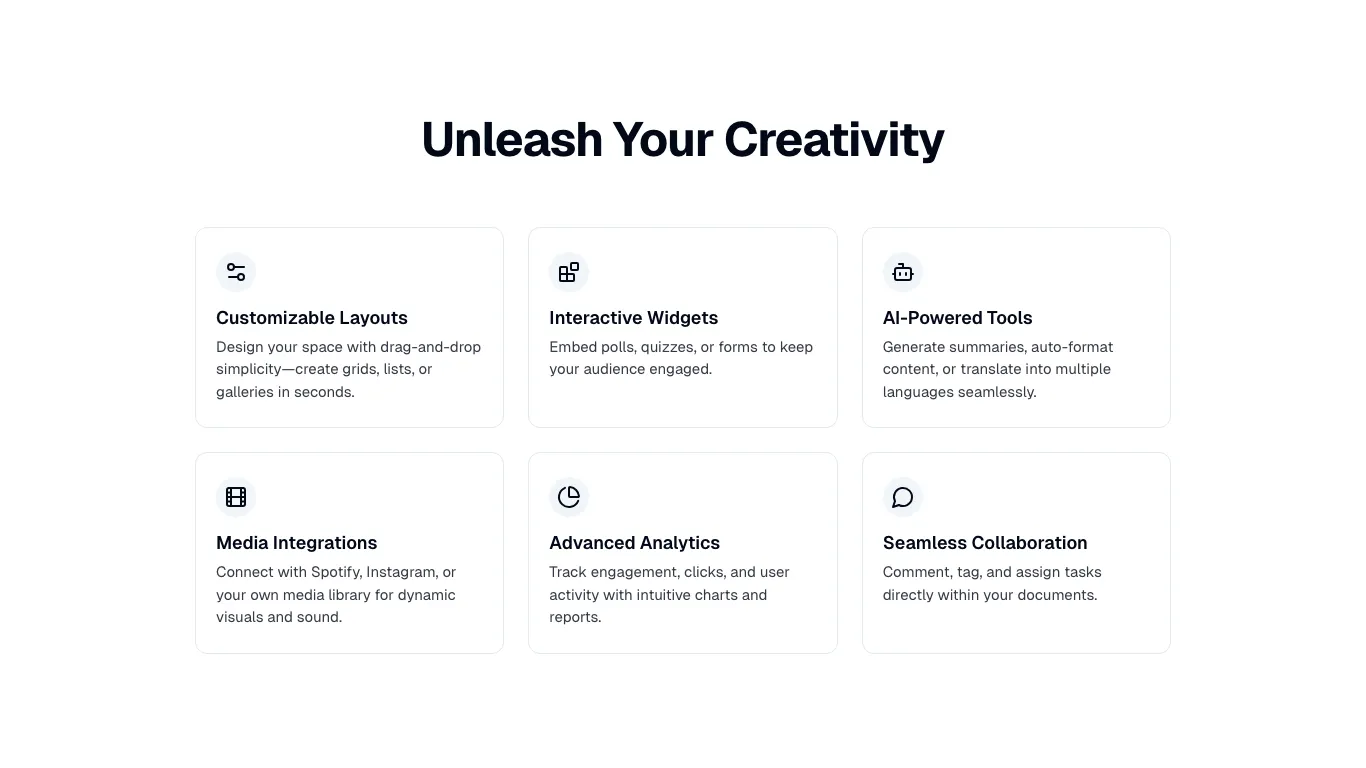 Unleash Your Creativity
Customizable Layouts
Design your space with drag-and-drop
simplicity—create grids, lists, or
galleries in seconds.
Interactive Widgets
Embed polls, quizzes, or forms to keep
your audience engaged.
AI-Powered Tools
Generate summaries, auto-format
content, or translate into multiple
languages seamlessly.
Media Integrations
Connect with Spotify, Instagram, or
your own media library for dynamic
visuals and sound.
Advanced Analytics
Track engagement, clicks, and user
activity with intuitive charts and
reports.
Seamless Collaboration
Comment, tag, and assign tasks
directly within your documents.